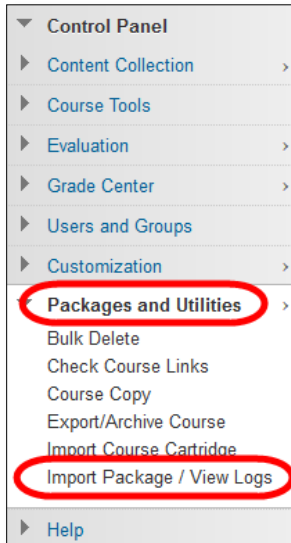 Control Panel
Content Collection
Course Tools
Evaluation
Grade Center
Users and Groups
Customization
Packages and Utilities
Bulk Delete
Check Course Links
Course Copy
Export/Archive Course
Import Course Cartridge
Import Package / View Logs
Help